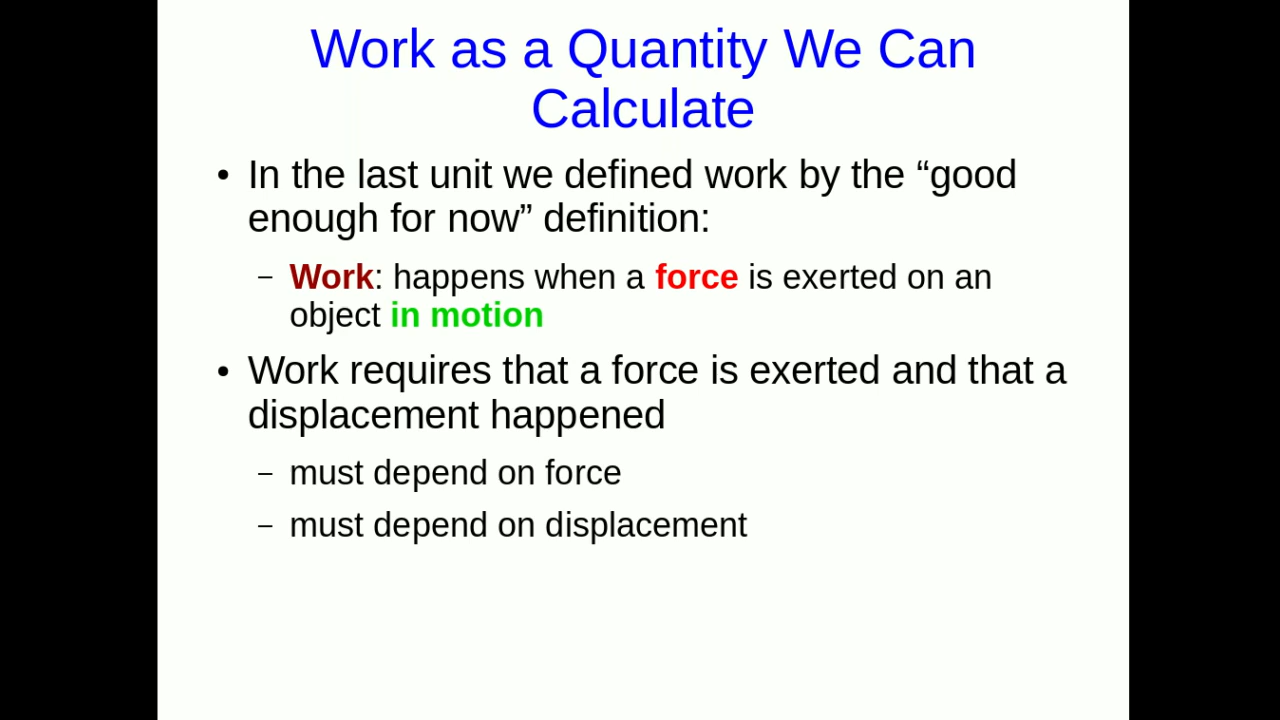 Work as a Quantity We Can
Calculate
• In the last unit we defined work by the “good
enough for now” definition:
– Work: happens when a force is exerted on an
object in motion
• Work requires that a force is exerted and that a
displacement happened
– must depend on force
– must depend on displacement